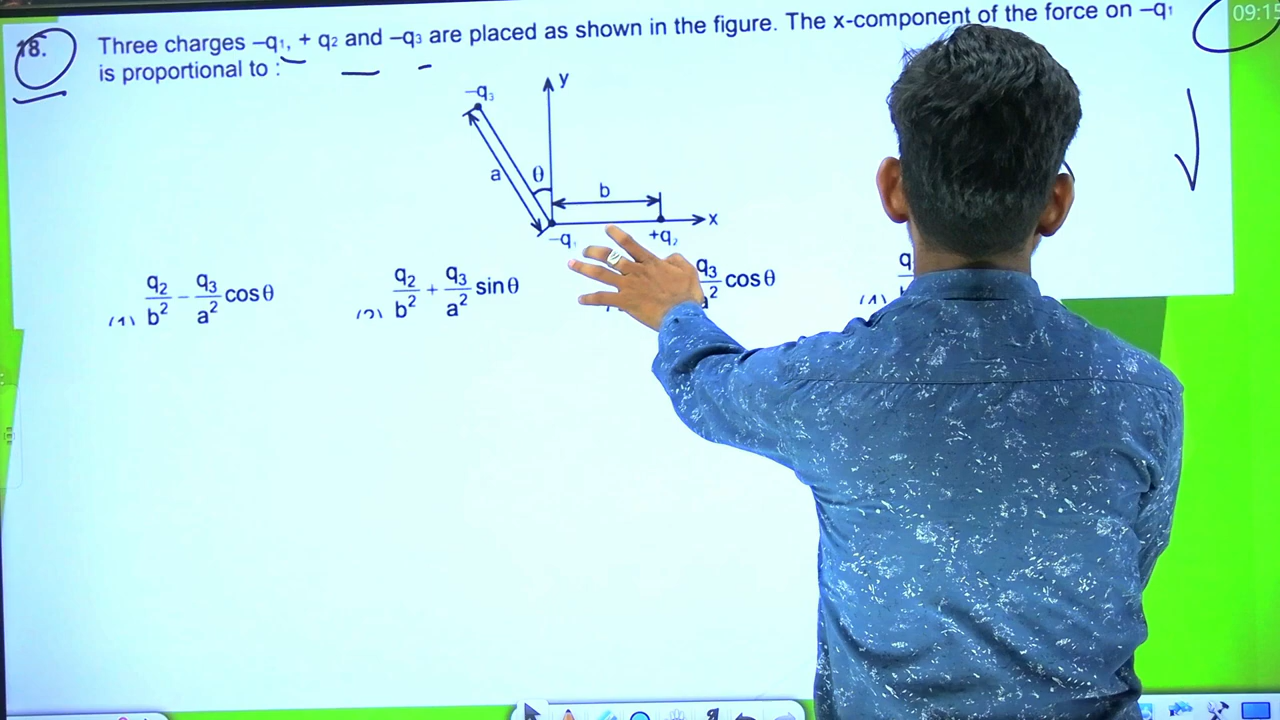 09:15
18. Three charges –q₁, + q₂ and –q₃ are placed as shown in the figure. The x-component of the force on –q₁
is proportional to :
y
–q₃
a
θ
b
x
–q₁
+q₂
(1) q₂/b² – q₃/a² cosθ
(2) q₂/b² + q₃/a² sinθ
q₃/a² cosθ
(4) q